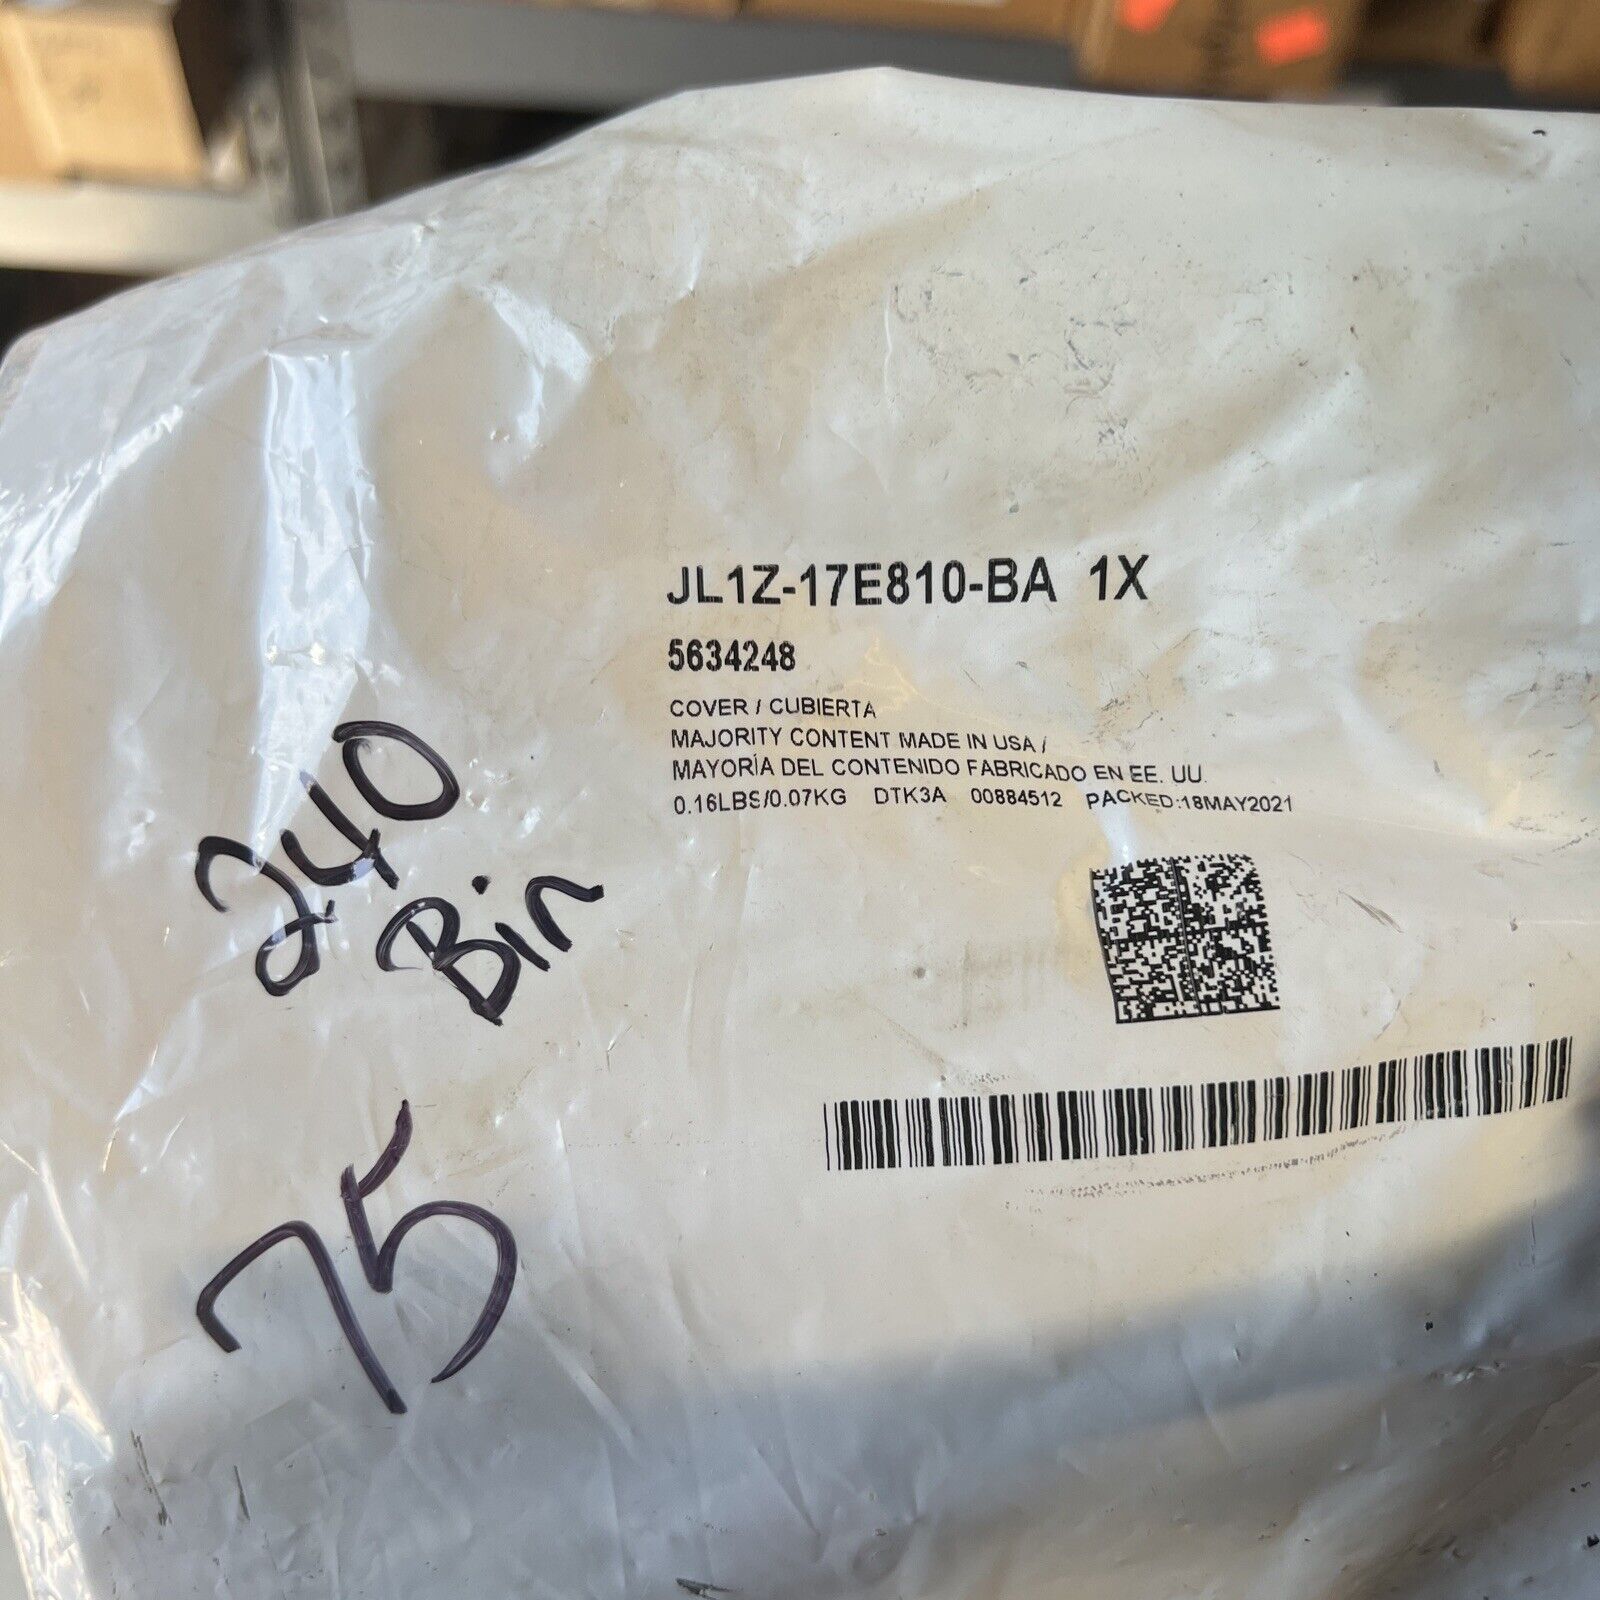 JL1Z-17E810-BA 1X
5634248
COVER / CUBIERTA
MAJORITY CONTENT MADE IN USA /
MAYORÍA DEL CONTENIDO FABRICADO EN EE. UU.
0.16LBS/0.07KG DTK3A 00884512 PACKED:18MAY2021
240
Bin
75